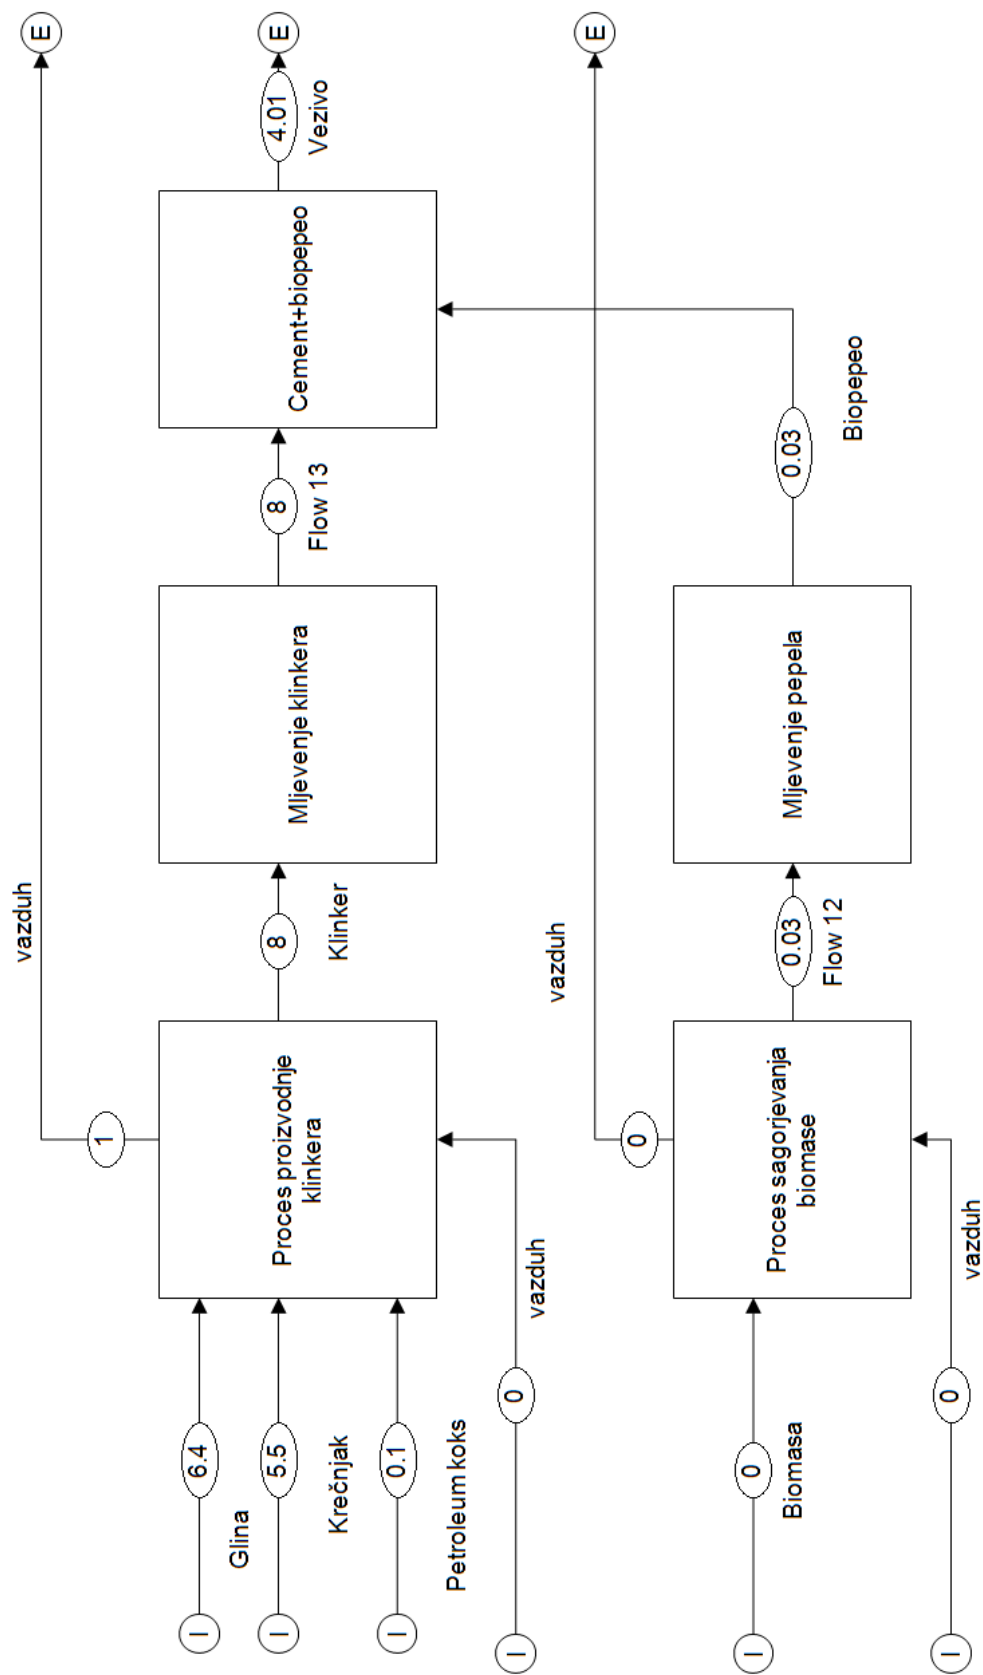 I
6.4
Glina
I
5.5
Krečnjak
I
0.1
Petroleum koks
I
0
vazduh
Proces proizvodnje
klinkera
1
vazduh
E
8
Klinker
Mljevenje klinkera
8
Flow 13
Cement+biopepeo
4.01
Vezivo
E
I
0
Biomasa
I
0
vazduh
Proces sagorjevanja
biomase
0
vazduh
E
0.03
Flow 12
Mljevenje pepela
0.03
Biopepeo